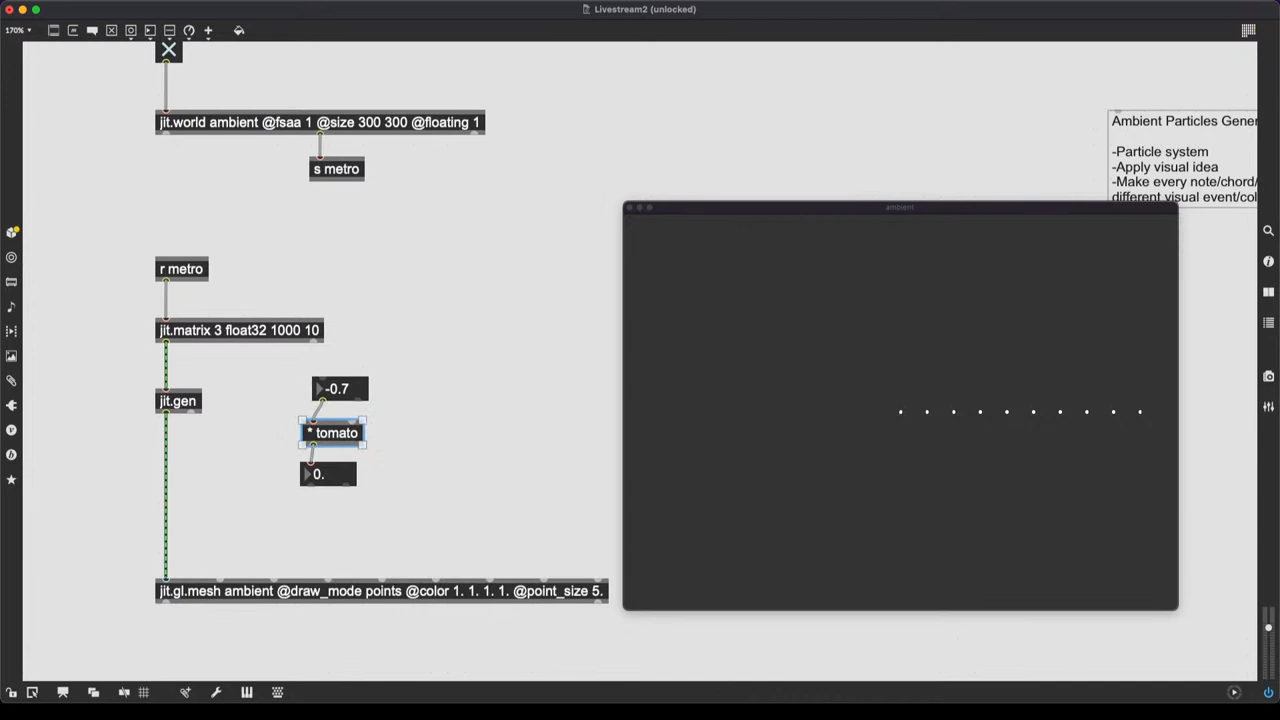 Livestream2 (unlocked)
170%
jit.world ambient @fsaa 1 @size 300 300 @floating 1
s metro
Ambient Particles Gener
-Particle system
-Apply visual idea
-Make every note/chord/
different visual event/col
ambient
r metro
jit.matrix 3 float32 1000 10
jit.gen
-0.7
* tomato
0.
jit.gl.mesh ambient @draw_mode points @color 1. 1. 1. 1. @point_size 5.